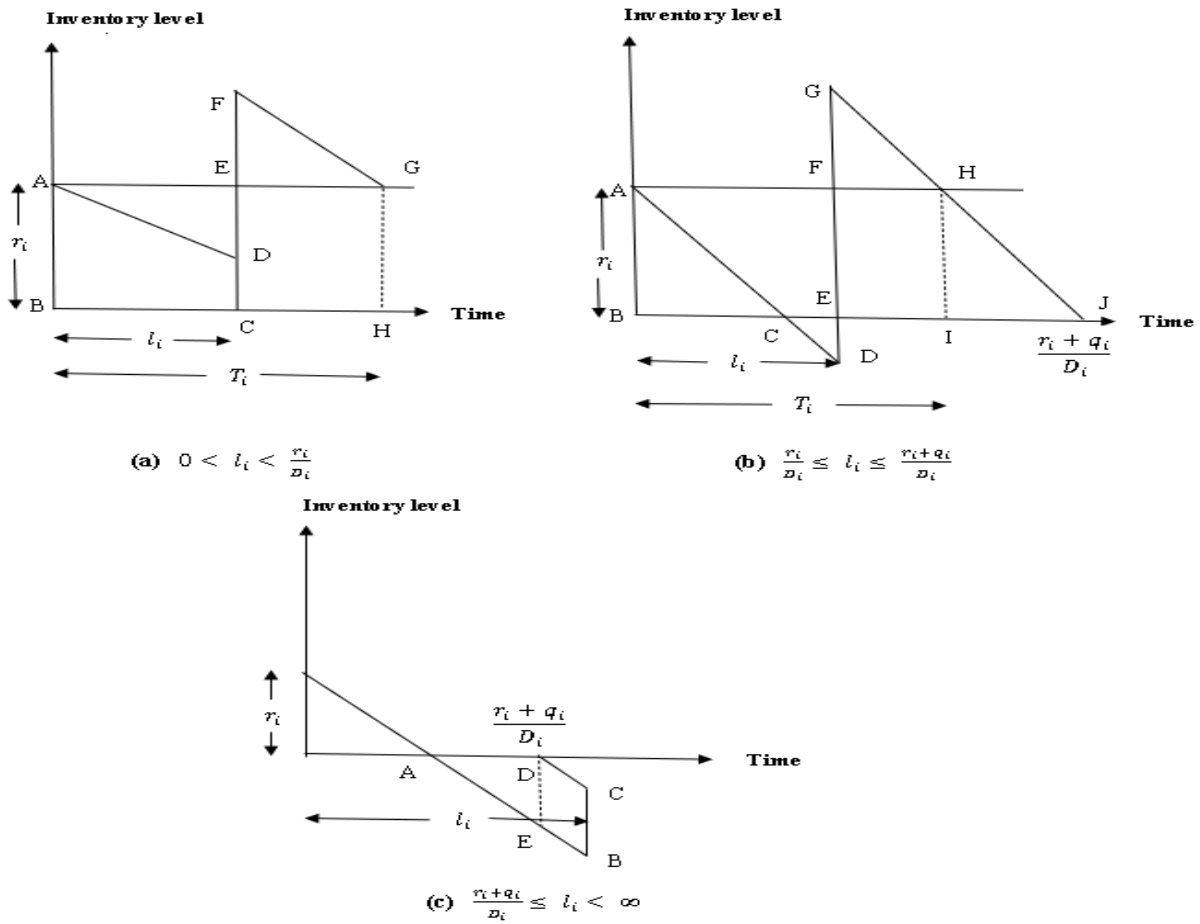 Inventory level
F
E
G
A
r_i
D
B
C
H
Time
l_i
T_i
(a) 0 < l_i < r_i/D_i
Inventory level
G
F
H
A
r_i
E
J
B
C
I
Time
D
(r_i + q_i)/D_i
l_i
T_i
(b) r_i/D_i ≤ l_i ≤ (r_i+q_i)/D_i
Inventory level
(r_i + q_i)/D_i
r_i
A
D
Time
C
l_i
E
B
(c) (r_i+q_i)/D_i ≤ l_i < ∞